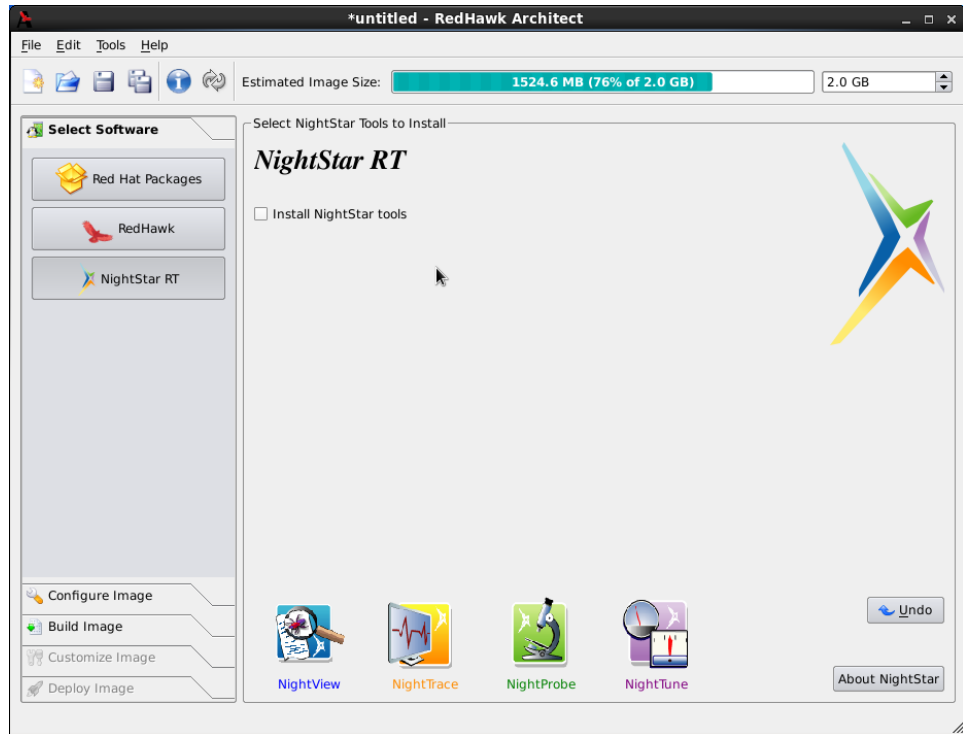 *untitled - RedHawk Architect
File Edit Tools Help
Estimated Image Size: 1524.6 MB (76% of 2.0 GB) 2.0 GB
Select Software
Red Hat Packages
RedHawk
NightStar RT
Configure Image
Build Image
Customize Image
Deploy Image
Select NightStar Tools to Install
NightStar RT
Install NightStar tools
NightView NightTrace NightProbe NightTune
Undo
About NightStar